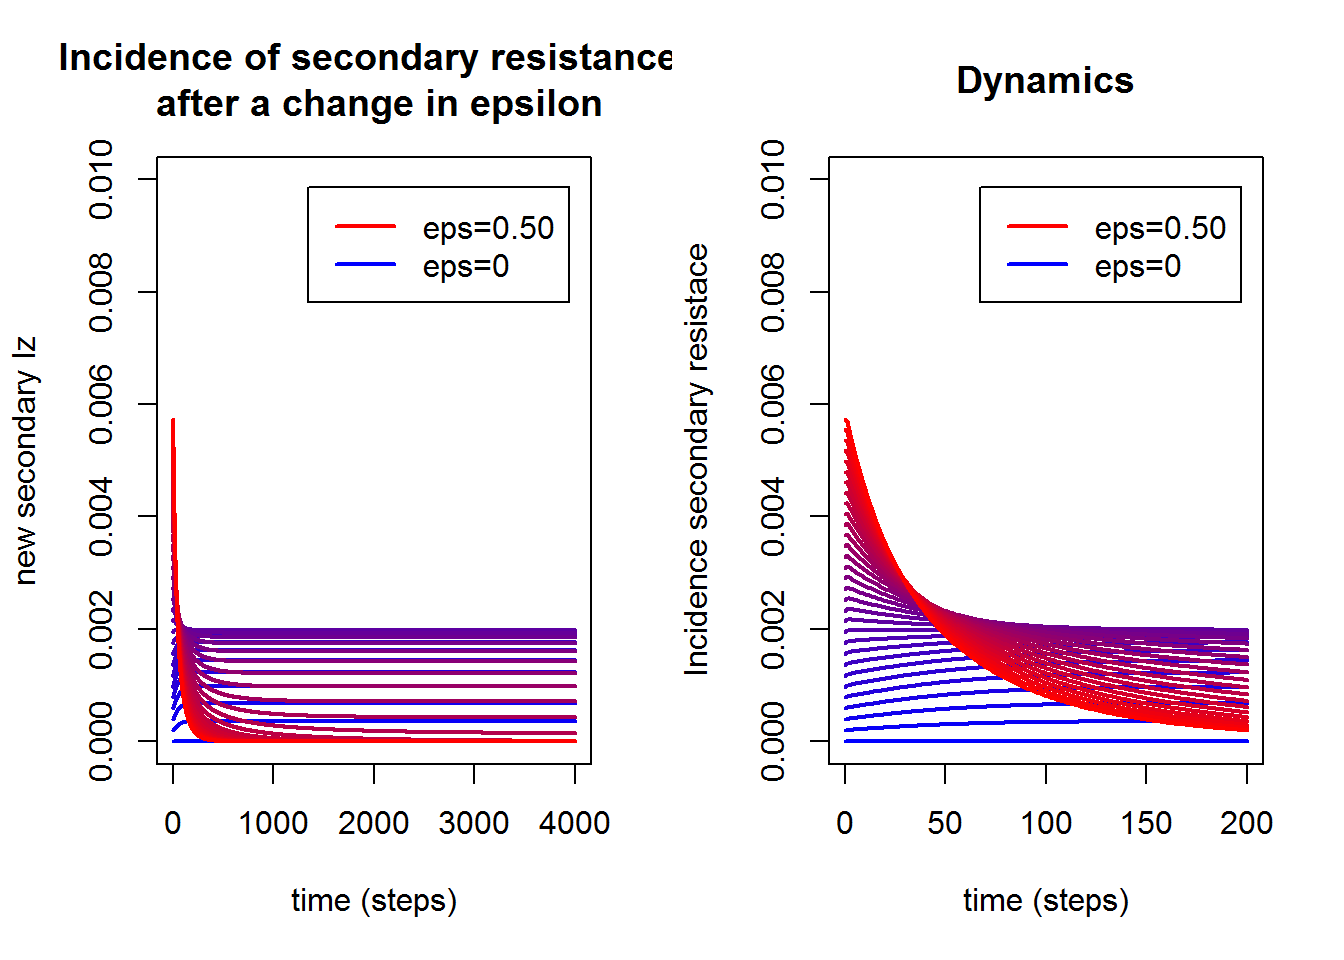 Incidence of secondary resistance
after a change in epsilon
new secondary Iz
0.000
0.002
0.004
0.006
0.008
0.010
eps=0.50
eps=0
0
1000
2000
3000
4000
time (steps)
Dynamics
Incidence secondary resistace
0.000
0.002
0.004
0.006
0.008
0.010
eps=0.50
eps=0
0
50
100
150
200
time (steps)